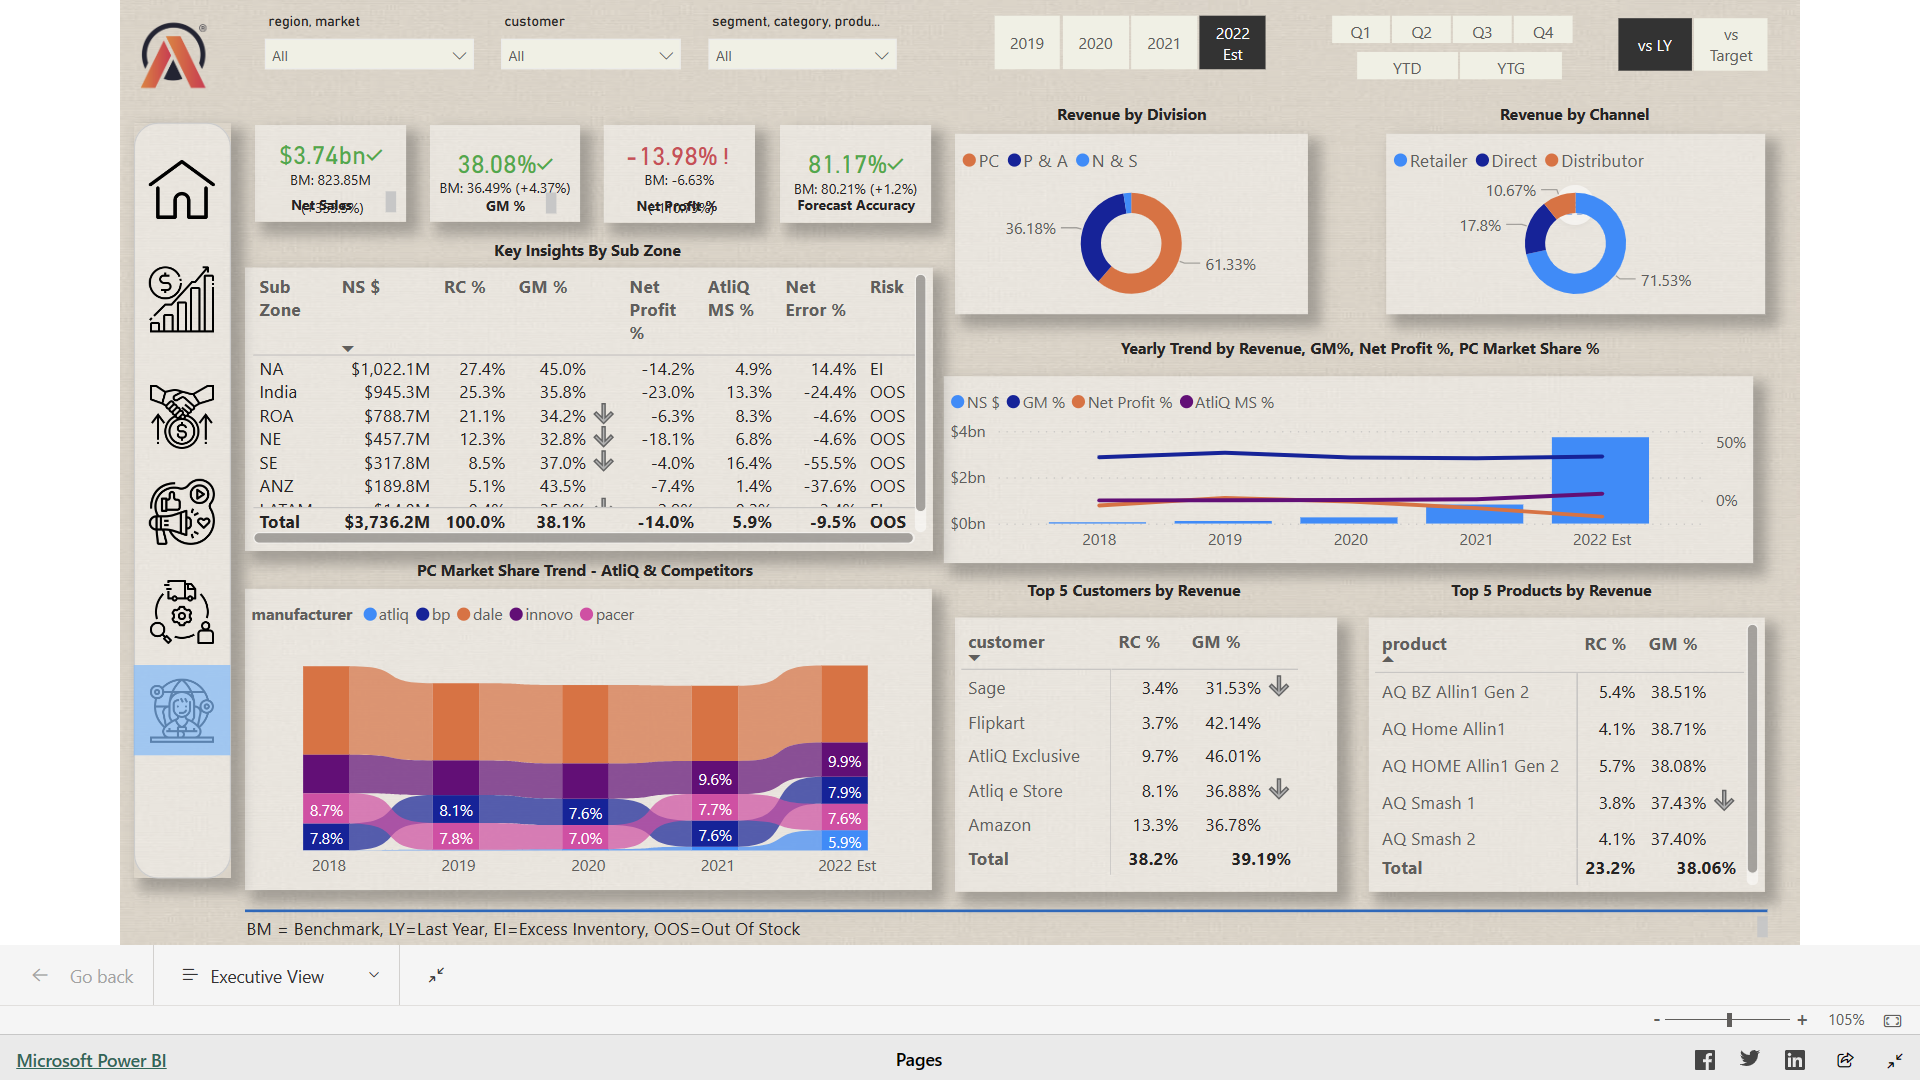 region, market
customer
segment, category, produ...
All
All
All
2019
2020
2021
2022
Est
Q1
Q2
Q3
Q4
YTD
YTG
vs LY
vs
Target
$3.74bn
BM: 823.85M
Net Sales
38.08%
BM: 36.49% (+4.37%)
GM %
-13.98% !
BM: -6.63%
Net Profit %
81.17%
BM: 80.21% (+1.2%)
Forecast Accuracy
Revenue by Division
PC P & A N & S
36.18%
61.33%
Revenue by Channel
Retailer Direct Distributor
10.67%
17.8%
71.53%
Key Insights By Sub Zone
Sub Zone NS $ RC % GM % Net Profit % AtliQ MS % Net Error % Risk
NA $1,022.1M 27.4% 45.0% -14.2% 4.9% 14.4% EI
India $945.3M 25.3% 35.8% -23.0% 13.3% -24.4% OOS
ROA $788.7M 21.1% 34.2% -6.3% 8.3% -4.6% OOS
NE $457.7M 12.3% 32.8% -18.1% 6.8% -4.6% OOS
SE $317.8M 8.5% 37.0% -4.0% 16.4% -55.5% OOS
ANZ $189.8M 5.1% 43.5% -7.4% 1.4% -37.6% OOS
Total $3,736.2M 100.0% 38.1% -14.0% 5.9% -9.5% OOS
Yearly Trend by Revenue, GM%, Net Profit %, PC Market Share %
NS $ GM % Net Profit % AtliQ MS %
$4bn
$2bn
$0bn
50%
0%
2018 2019 2020 2021 2022 Est
PC Market Share Trend - AtliQ & Competitors
manufacturer atliq bp dale innovo pacer
8.7%
7.8%
8.1%
7.8%
7.6%
7.0%
9.6%
7.7%
7.6%
9.9%
7.9%
7.6%
5.9%
2018 2019 2020 2021 2022 Est
Top 5 Customers by Revenue
customer RC % GM %
Sage 3.4% 31.53%
Flipkart 3.7% 42.14%
AtliQ Exclusive 9.7% 46.01%
Atliq e Store 8.1% 36.88%
Amazon 13.3% 36.78%
Total 38.2% 39.19%
Top 5 Products by Revenue
product RC % GM %
AQ BZ Allin1 Gen 2 5.4% 38.51%
AQ Home Allin1 4.1% 38.71%
AQ HOME Allin1 Gen 2 5.7% 38.08%
AQ Smash 1 3.8% 37.43%
AQ Smash 2 4.1% 37.40%
Total 23.2% 38.06%
BM = Benchmark, LY=Last Year, EI=Excess Inventory, OOS=Out Of Stock
Go back
Executive View
- + 105%
Microsoft Power BI
Pages